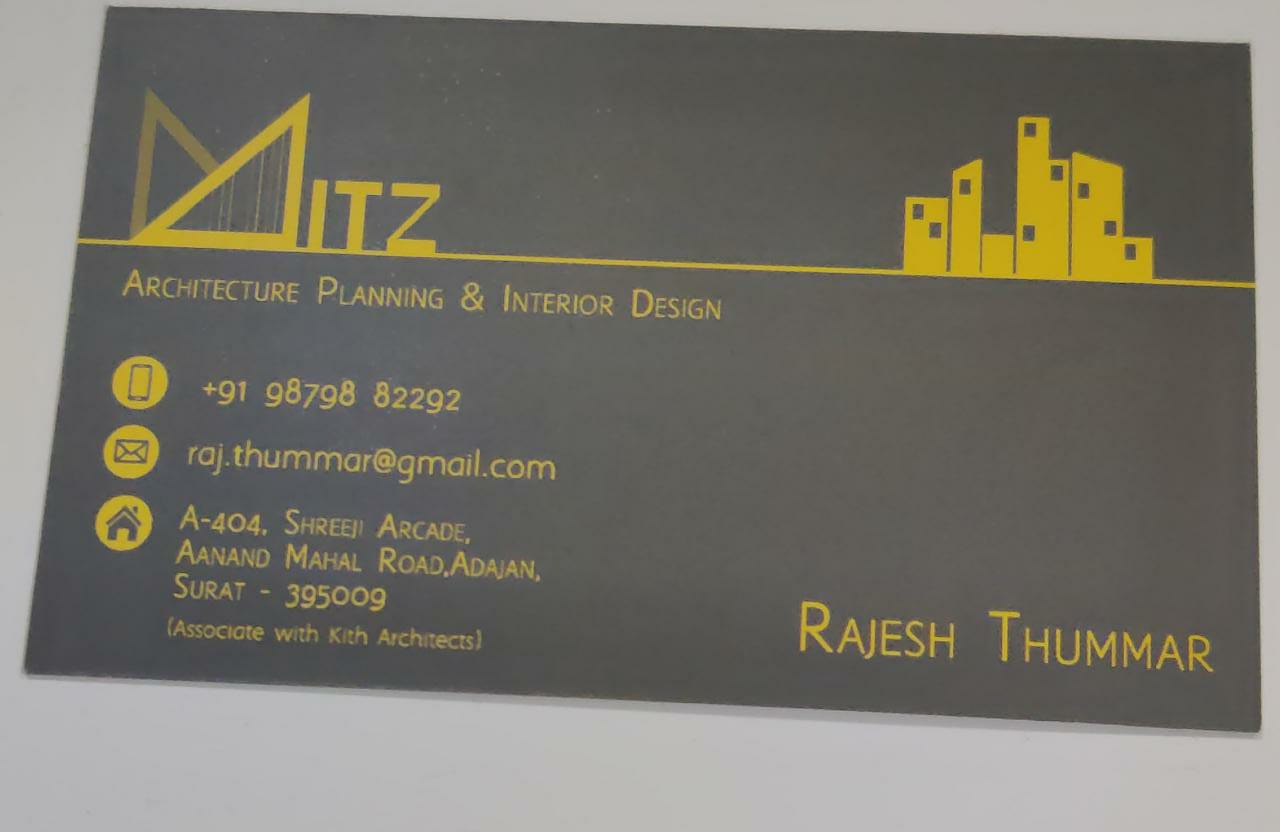 MITZ
ARCHITECTURE PLANNING & INTERIOR DESIGN
+91 98798 82292
raj.thummar@gmail.com
A-404, SHREEJI ARCADE,
AANAND MAHAL ROAD,ADAJAN,
SURAT - 395009
(Associate with Kith Architects)
RAJESH THUMMAR